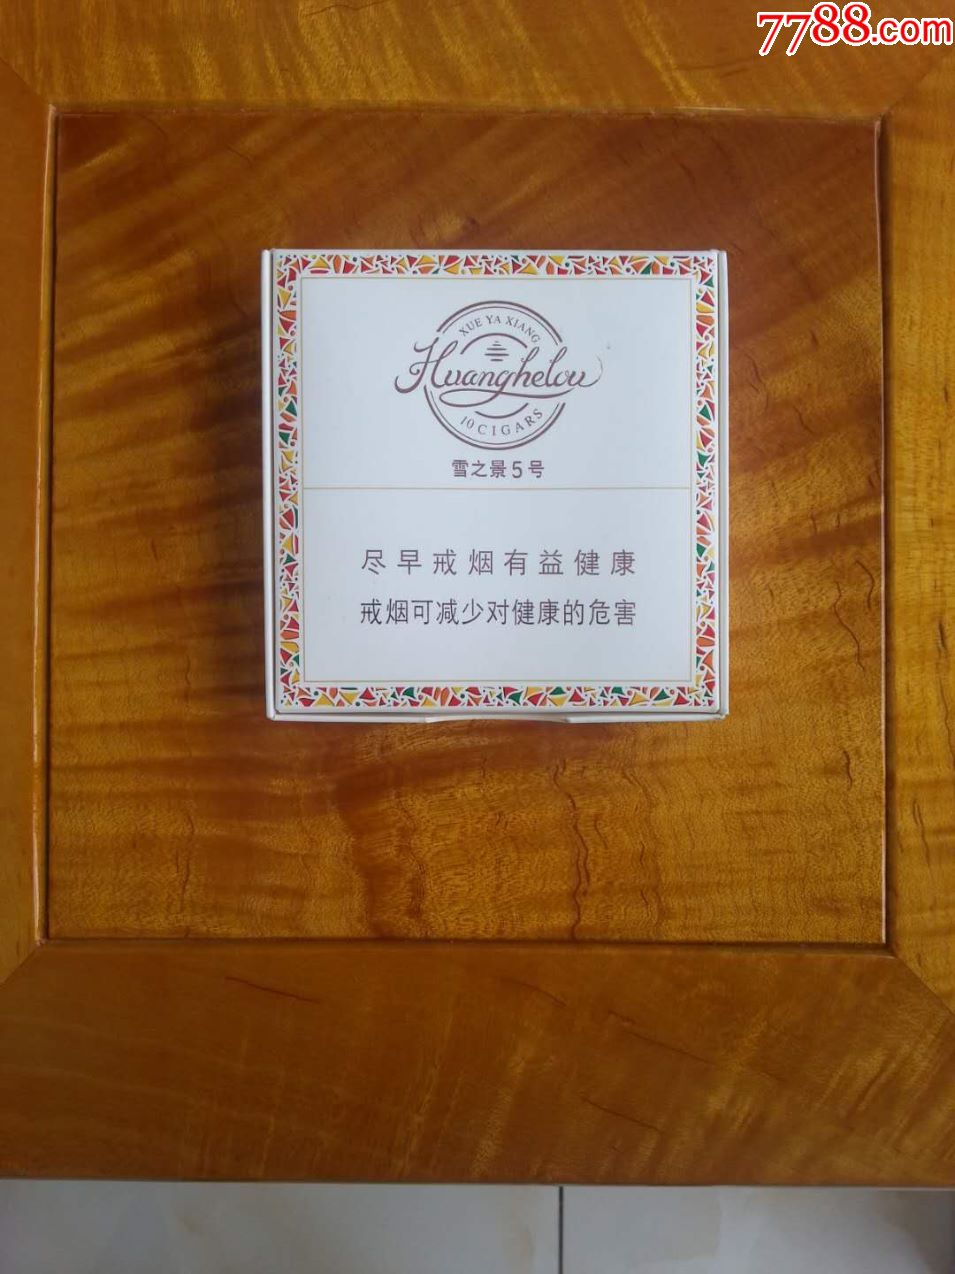 7788.com
XUE YA XIANG
Huanghelou
10 CIGARS
雪之景5号
尽早戒烟有益健康
戒烟可减少对健康的危害